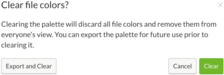 Clear file colors?
Clearing the palette will discard all file colors and remove them from
everyone's view. You can export the palette for future use prior to
clearing it.
Export and Clear
Cancel
Clear